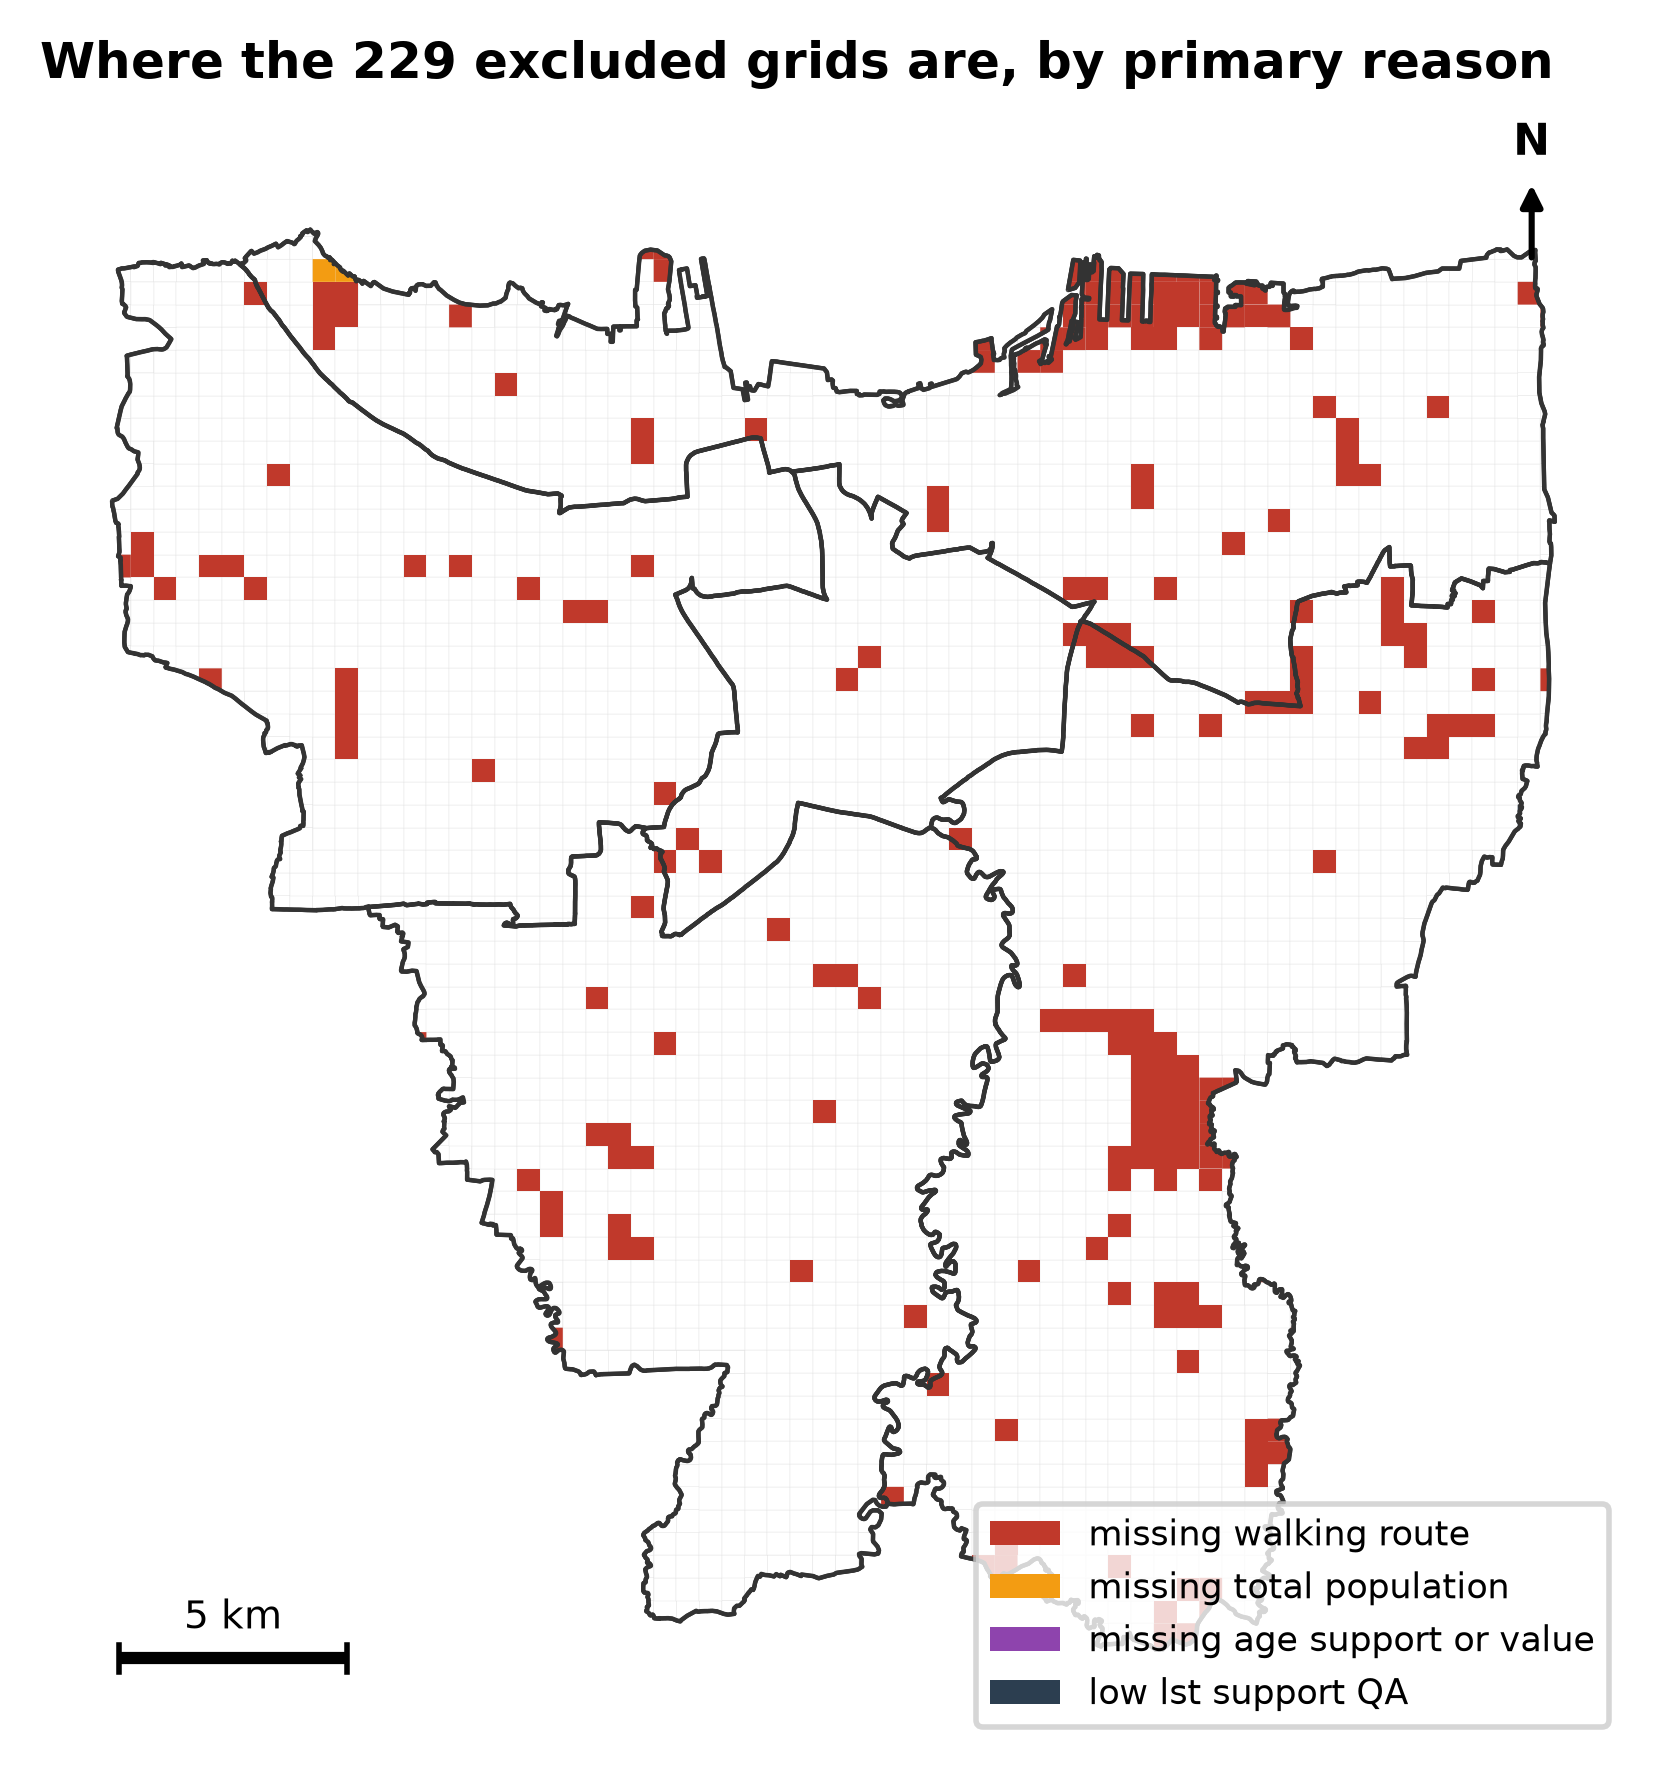 Where the 229 excluded grids are, by primary reason
N
missing walking route
missing total population
missing age support or value
low lst support QA
5 km